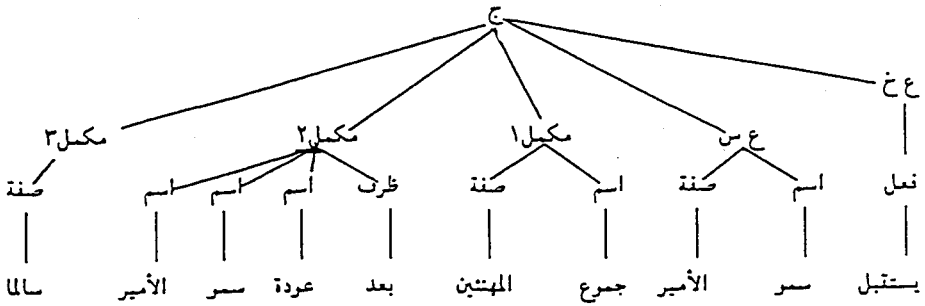 ج
ع خ
ع س مكمل١ مكمل٢ مكمل٣
فعل اسم صفة اسم صفة ظرف اسم اسم اسم صفة
يستقبل سمو الأمير جموع المهنئين بعد عودة سمو الأمير سالما